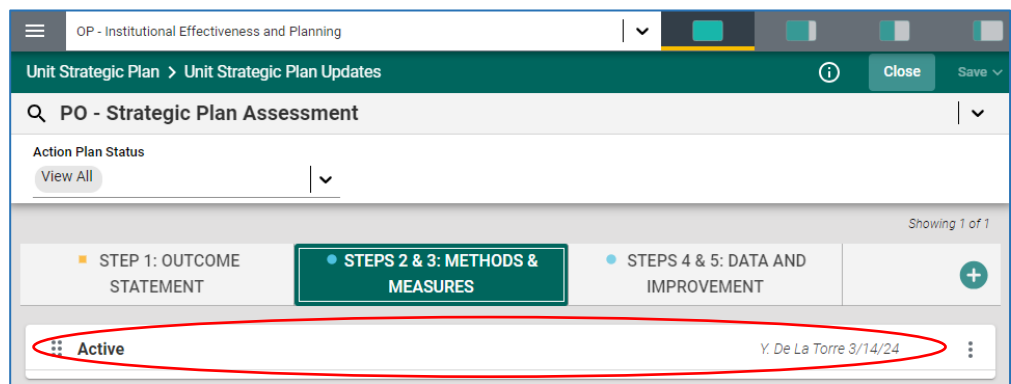 OP - Institutional Effectiveness and Planning
Unit Strategic Plan > Unit Strategic Plan Updates
Close
Save
PO - Strategic Plan Assessment
Action Plan Status
View All
Showing 1 of 1
STEP 1: OUTCOME
STATEMENT
STEPS 2 & 3: METHODS &
MEASURES
STEPS 4 & 5: DATA AND
IMPROVEMENT
Active
Y. De La Torre 3/14/24